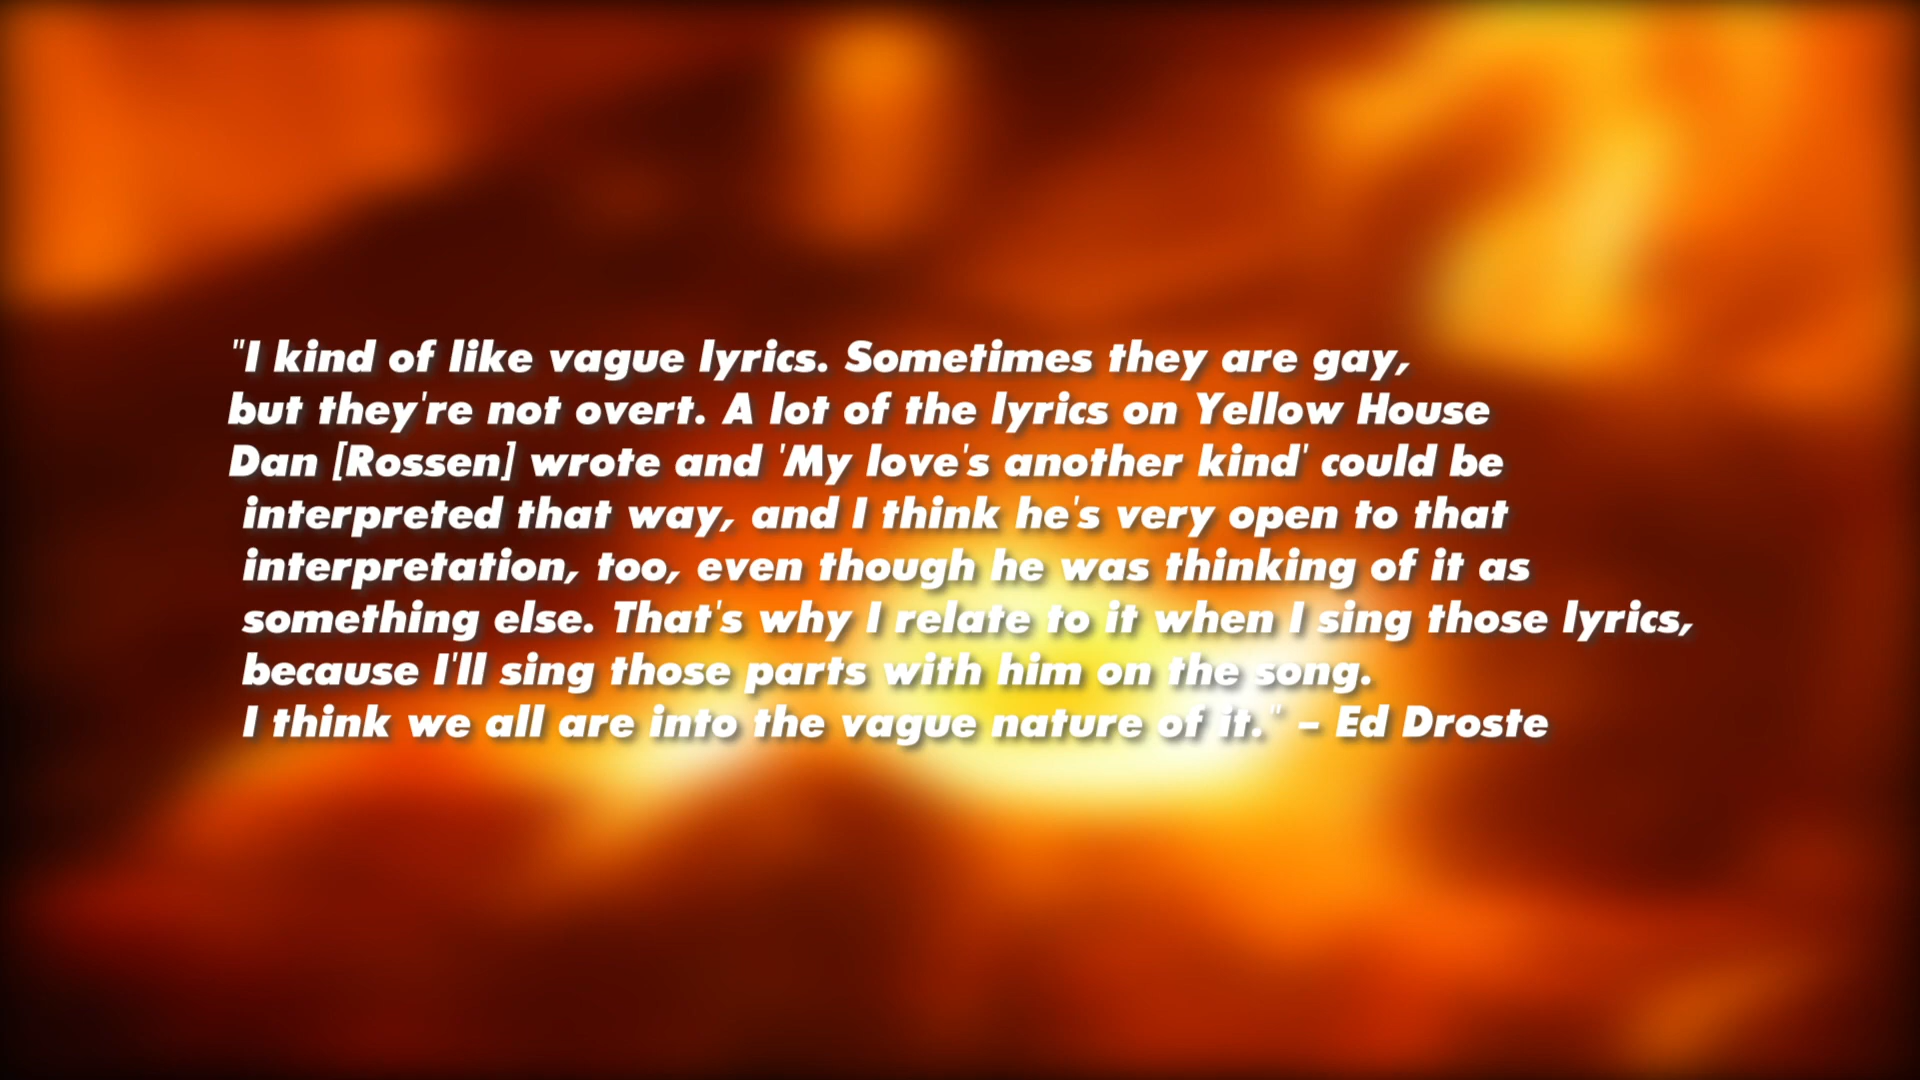 "I kind of like vague lyrics. Sometimes they are gay,
but they're not overt. A lot of the lyrics on Yellow House
Dan [Rossen] wrote and 'My love's another kind' could be
interpreted that way, and I think he's very open to that
interpretation, too, even though he was thinking of it as
something else. That's why I relate to it when I sing those lyrics,
because I'll sing those parts with him on the song.
I think we all are into the vague nature of it." – Ed Droste